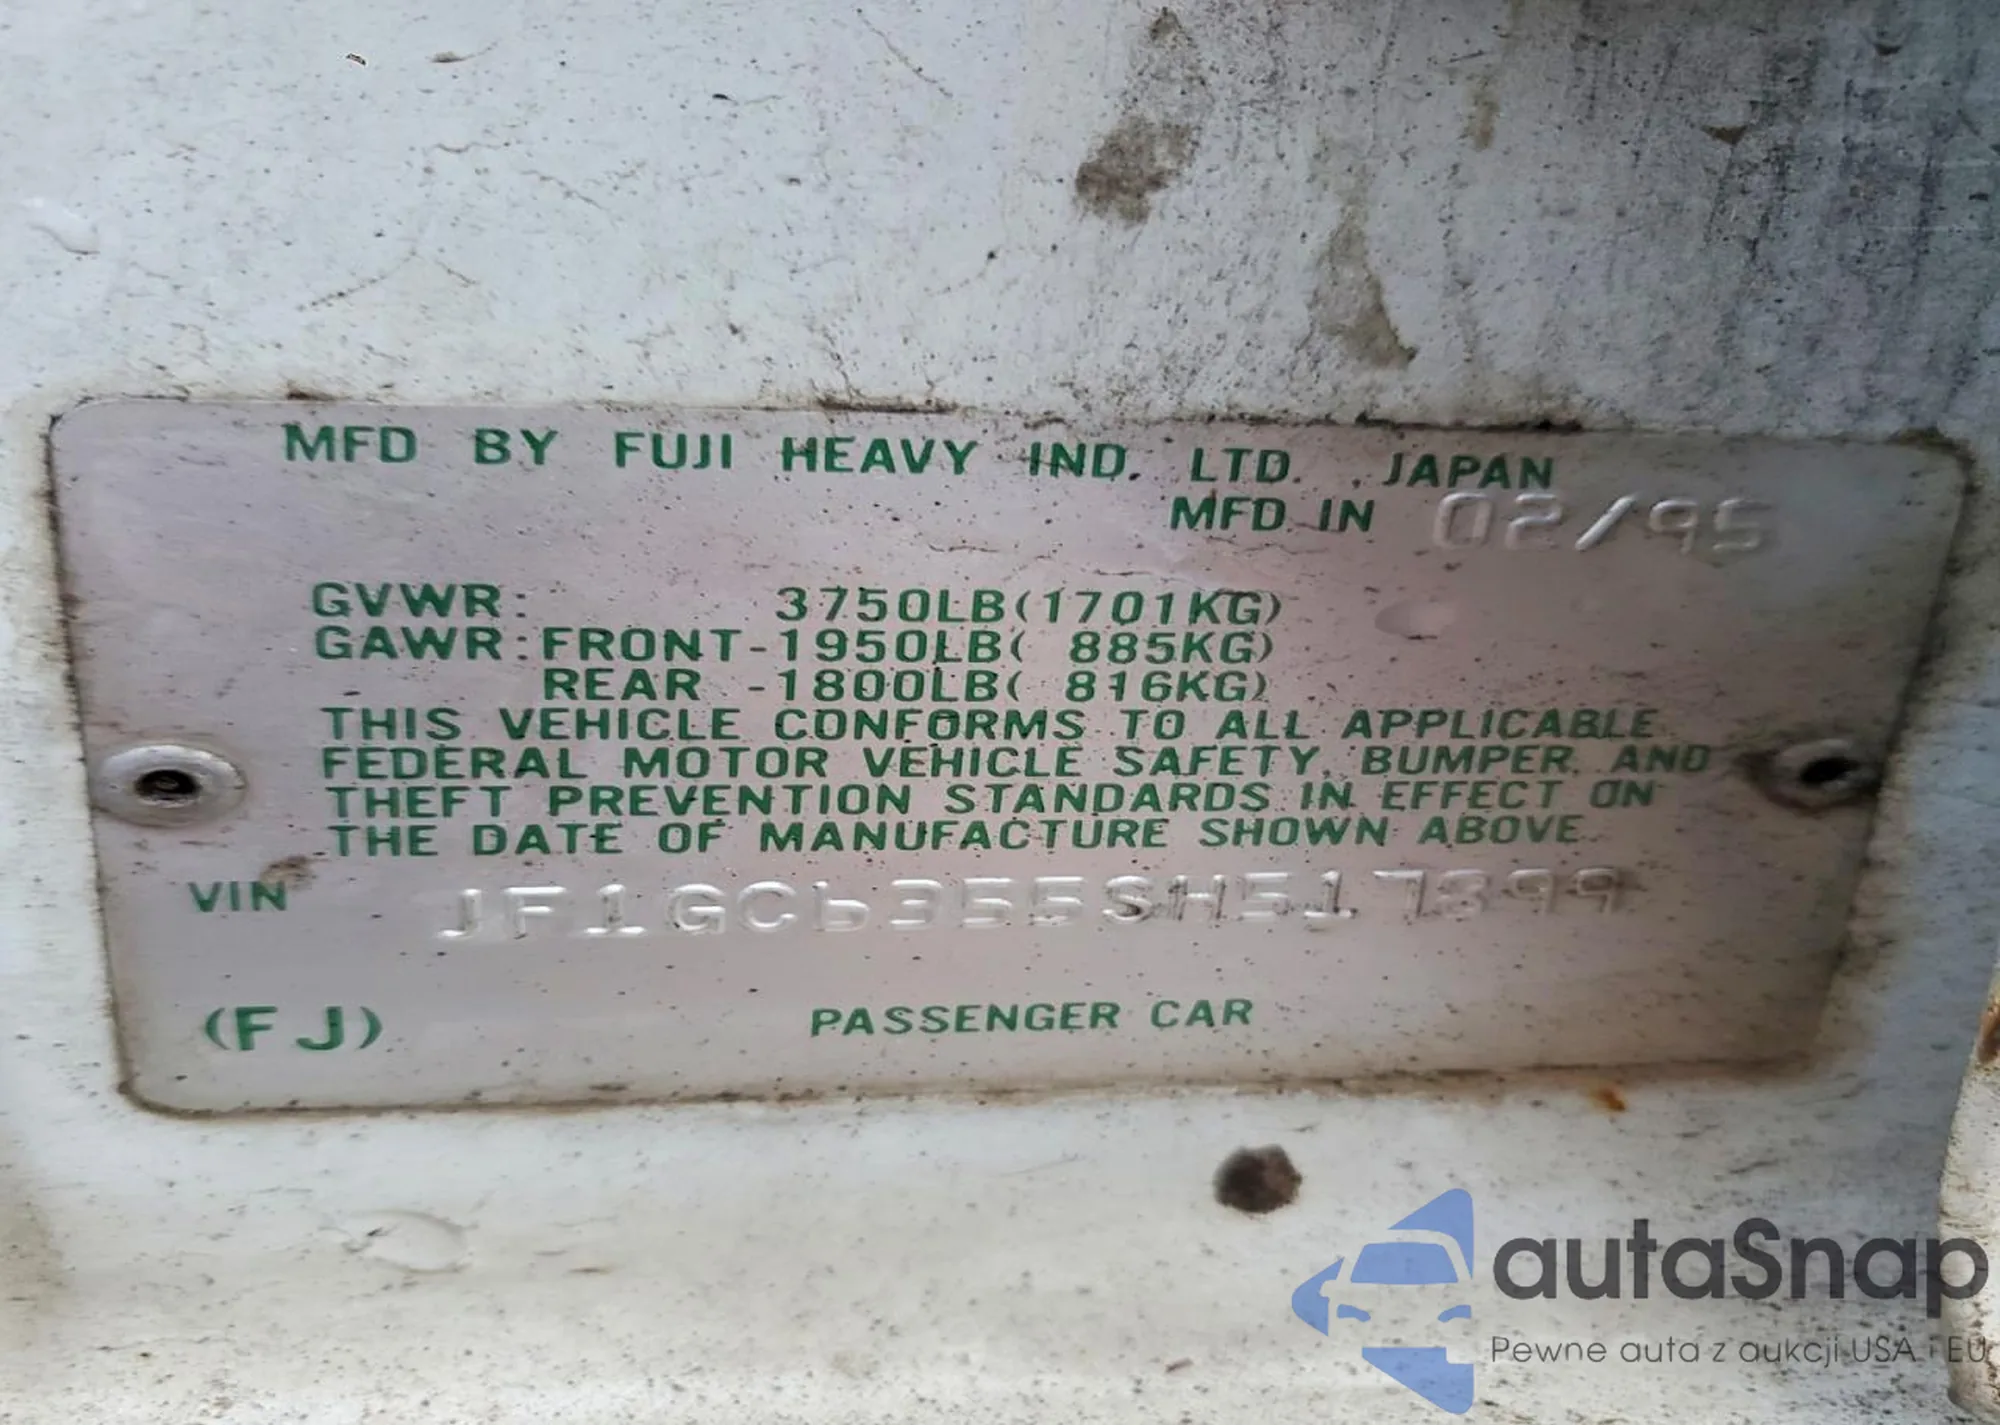 MFD BY FUJI HEAVY IND. LTD., JAPAN
MFD IN 02/95
GVWR: 3750LB(1701KG)
GAWR:FRONT-1950LB( 885KG)
REAR -1800LB( 816KG)
THIS VEHICLE CONFORMS TO ALL APPLICABLE
FEDERAL MOTOR VEHICLE SAFETY, BUMPER, AND
THEFT PREVENTION STANDARDS IN EFFECT ON
THE DATE OF MANUFACTURE SHOWN ABOVE.
VIN JF1GC6355SH517899
(FJ) PASSENGER CAR
autaSnap
Pewne auta z aukcji USA i EU